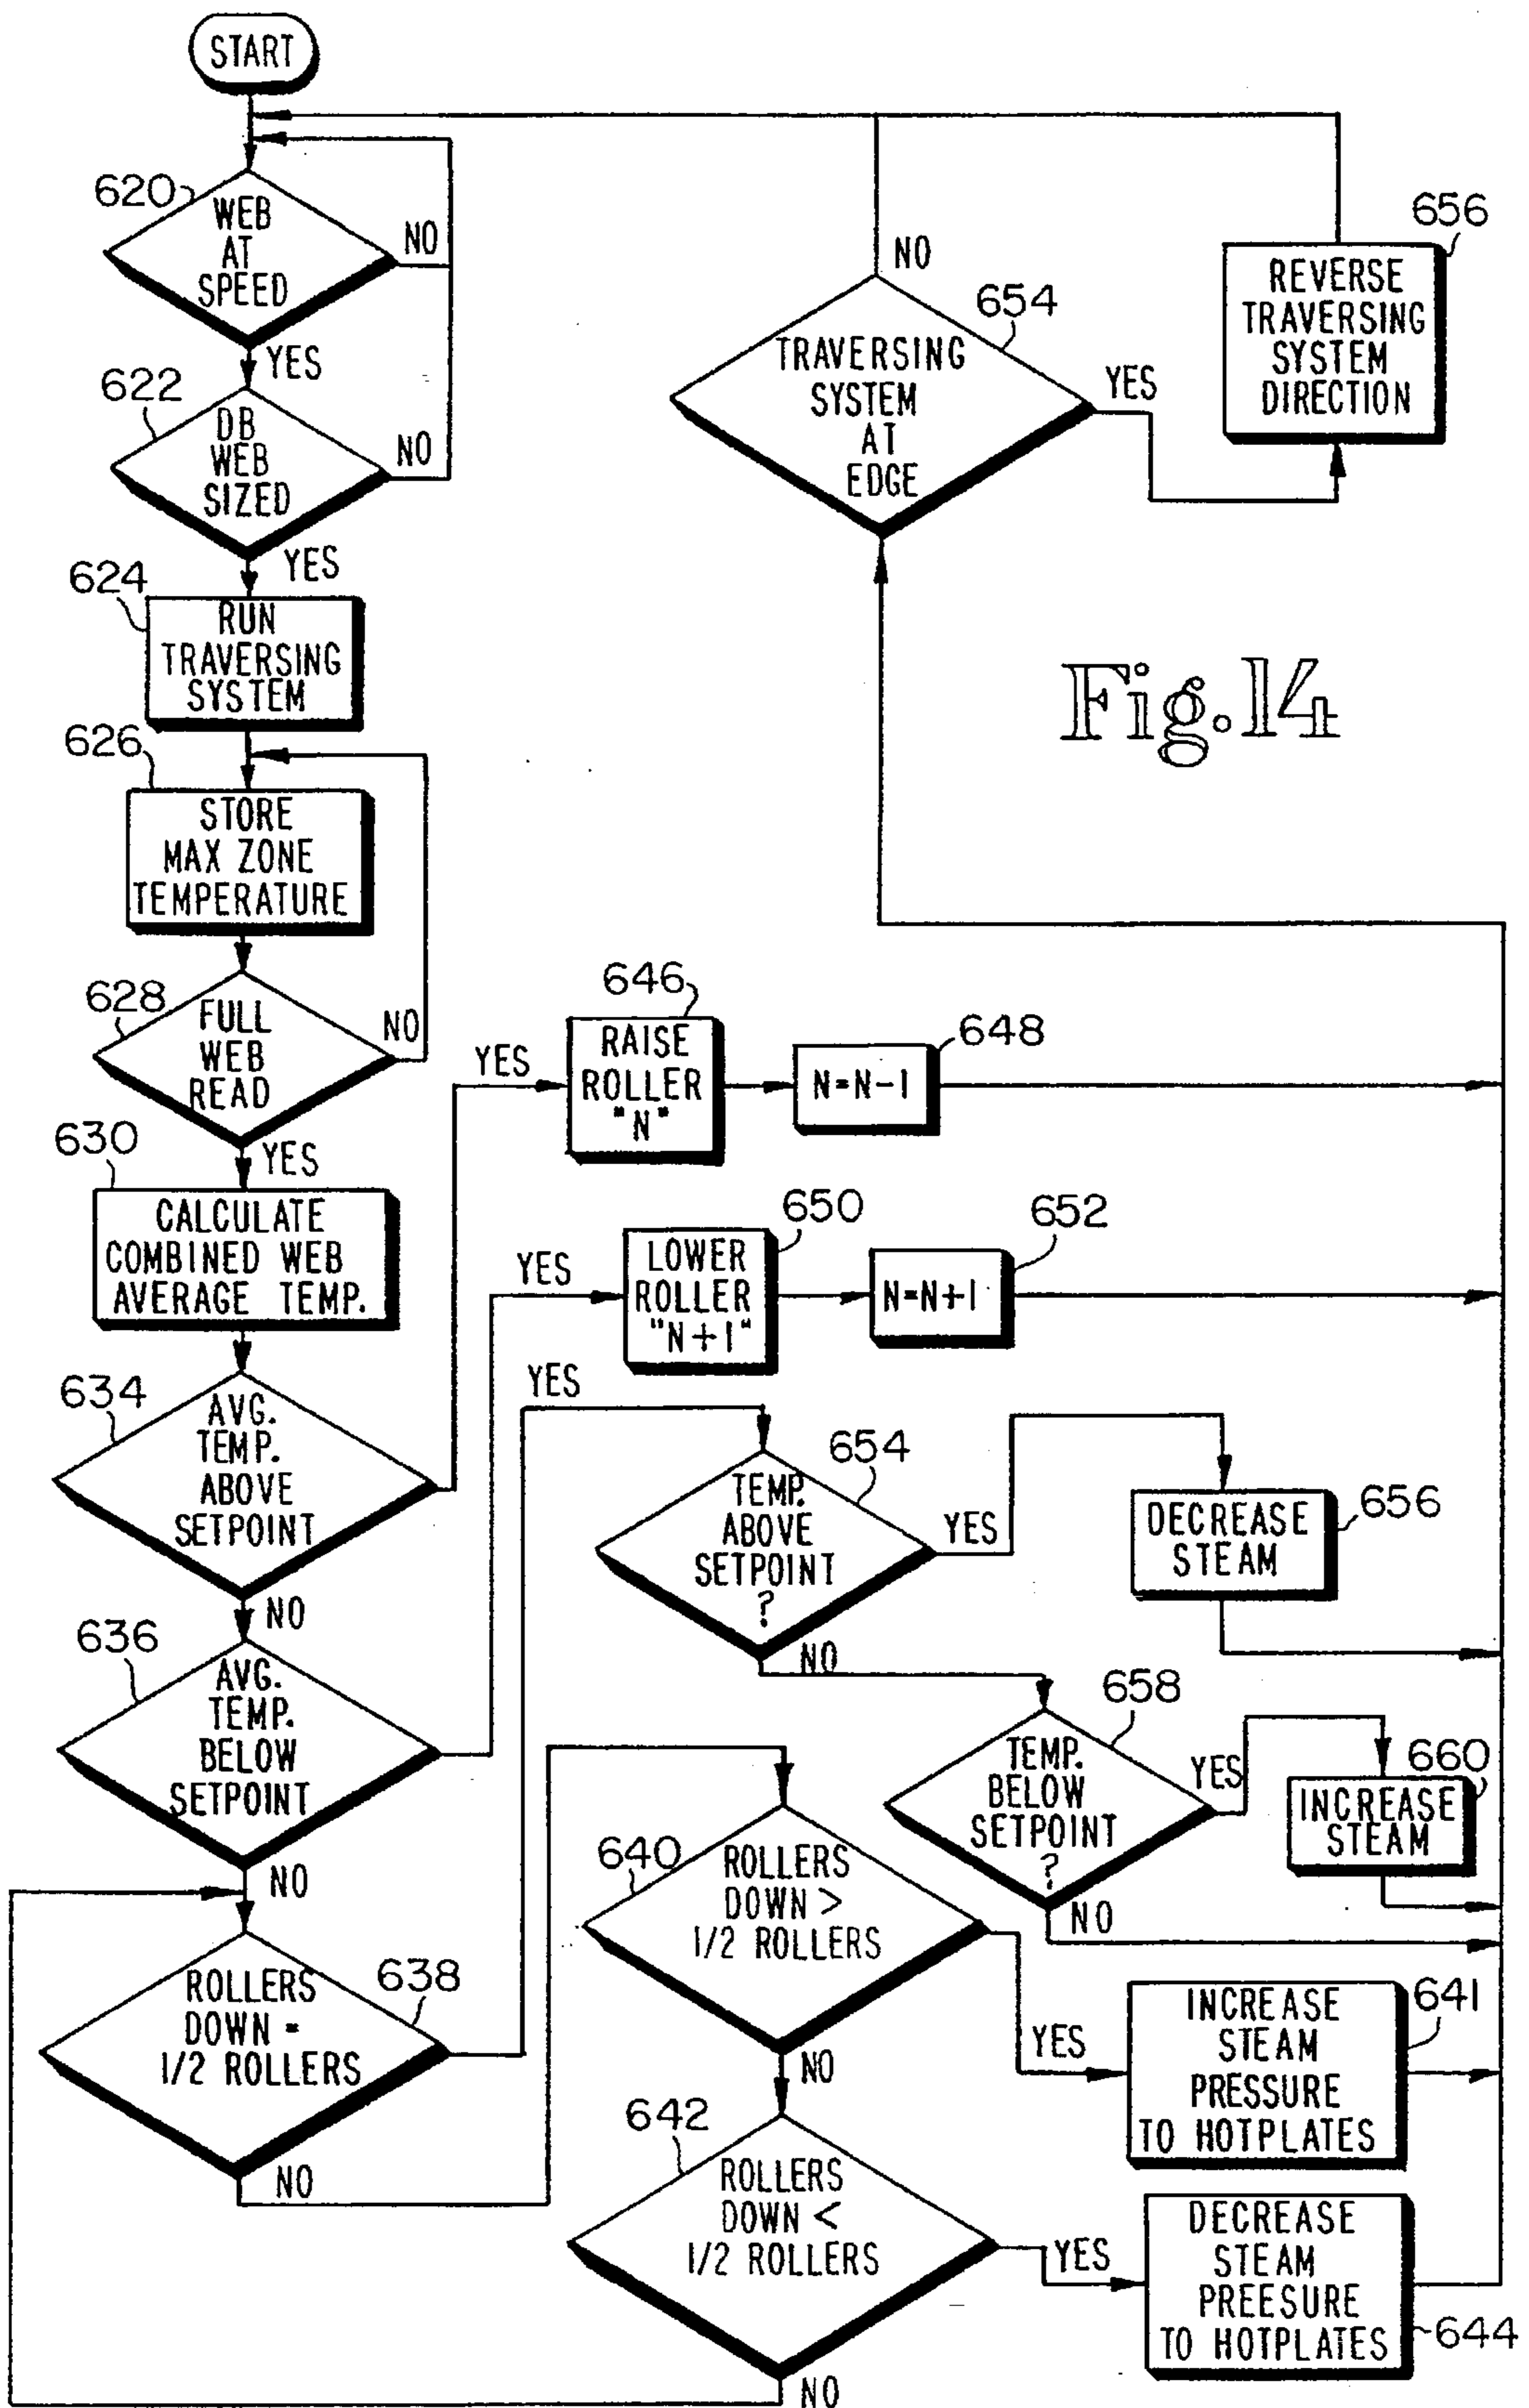 START
620
WEB
AT
SPEED
NO
YES
622
DB
WEB
SIZED
NO
YES
624
RUN
TRAVERSING
SYSTEM
626
STORE
MAX ZONE
TEMPERATURE
628
FULL
WEB
READ
NO
YES
630
CALCULATE
COMBINED WEB
AVERAGE TEMP.
634
AVG.
TEMP.
ABOVE
SETPOINT
YES
NO
646
RAISE
ROLLER
"N"
648
N=N-1
636
AVG.
TEMP.
BELOW
SETPOINT
YES
NO
650
LOWER
ROLLER
"N+1"
652
N=N+1
638
ROLLERS
DOWN =
1/2 ROLLERS
YES
NO
654
TEMP.
ABOVE
SETPOINT
?
YES
NO
656
DECREASE
STEAM
658
TEMP.
BELOW
SETPOINT
?
YES
NO
660
INCREASE
STEAM
640
ROLLERS
DOWN >
1/2 ROLLERS
YES
NO
641
INCREASE
STEAM
PRESSURE
TO HOTPLATES
642
ROLLERS
DOWN <
1/2 ROLLERS
YES
NO
DECREASE
STEAM
PREESURE
TO HOTPLATES
644
654
TRAVERSING
SYSTEM
AT
EDGE
NO
YES
656
REVERSE
TRAVERSING
SYSTEM
DIRECTION
Fig.14